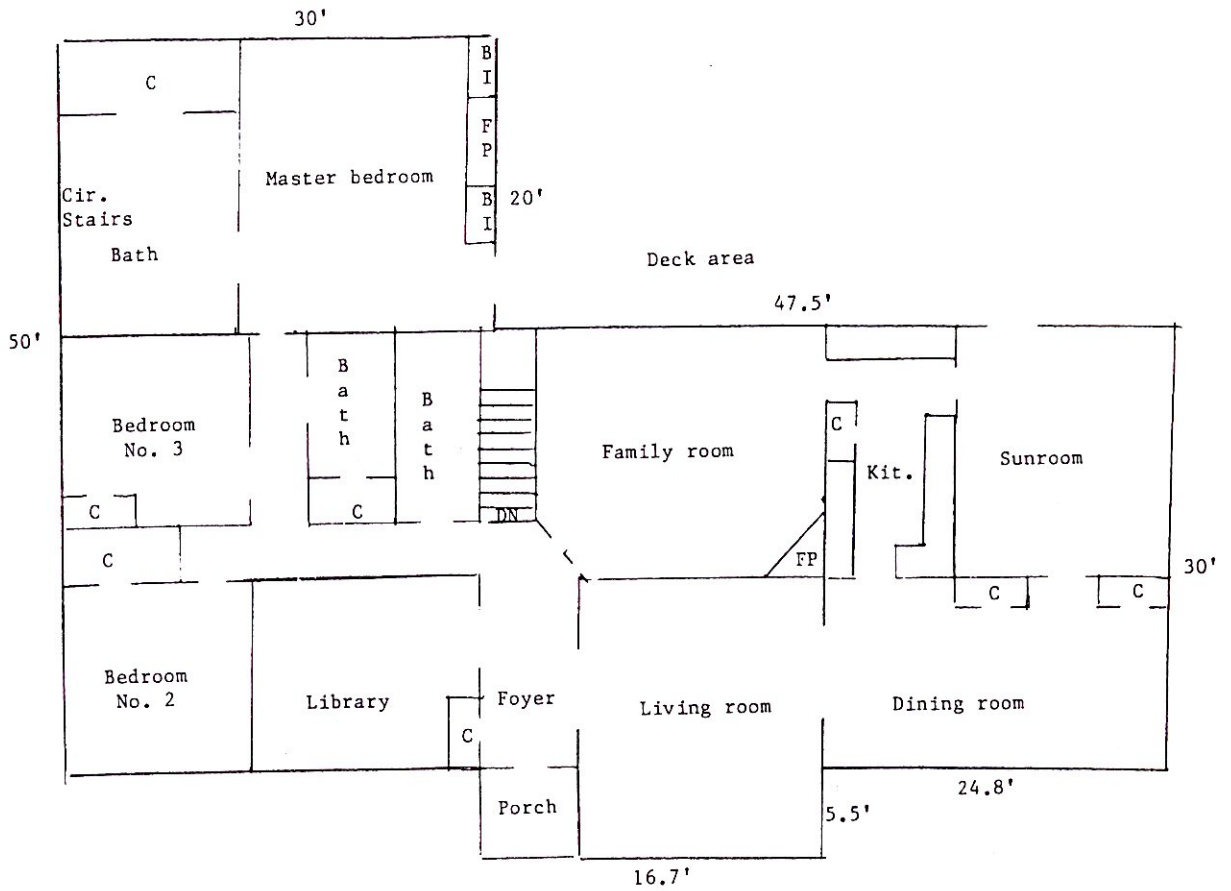 30'
C
B
I
F
P
B
I
Master bedroom
Cir.
Stairs
20'
Bath
Deck area
47.5'
50'
B
a
t
h
B
a
t
h
Bedroom
No. 3
C
Family room
Kit.
Sunroom
C
C
DN
C
FP
30'
C
C
Bedroom
No. 2
Library
C
Foyer
Living room
Dining room
24.8'
Porch
5.5'
16.7'